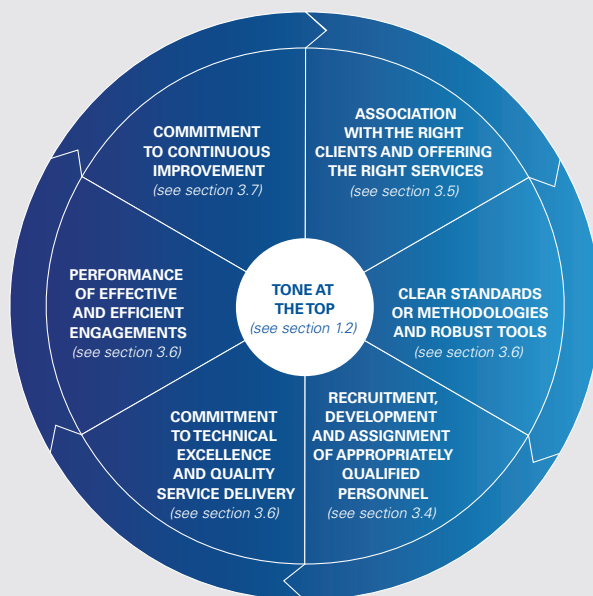 ASSOCIATION
WITH THE RIGHT
CLIENTS AND OFFERING
THE RIGHT SERVICES
(see section 3.5)
CLEAR STANDARDS
OR METHODOLOGIES
AND ROBUST TOOLS
(see section 3.6)
RECRUITMENT,
DEVELOPMENT
AND ASSIGNMENT
OF APPROPRIATELY
QUALIFIED
PERSONNEL
(see section 3.4)
COMMITMENT
TO TECHNICAL
EXCELLENCE
AND QUALITY
SERVICE DELIVERY
(see section 3.6)
PERFORMANCE
OF EFFECTIVE
AND EFFICIENT
ENGAGEMENTS
(see section 3.6)
COMMITMENT
TO CONTINUOUS
IMPROVEMENT
(see section 3.7)
TONE AT
THE TOP
(see section 1.2)